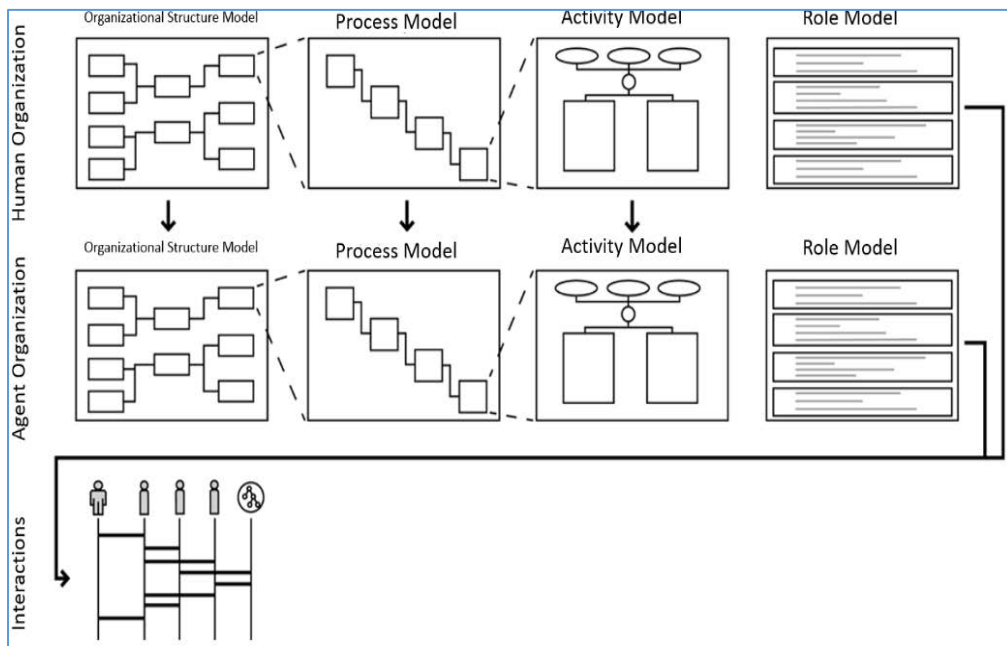 Organizational Structure Model
Process Model
Activity Model
Role Model
Human Organization
Organizational Structure Model
Process Model
Activity Model
Role Model
Agent Organization
Interactions